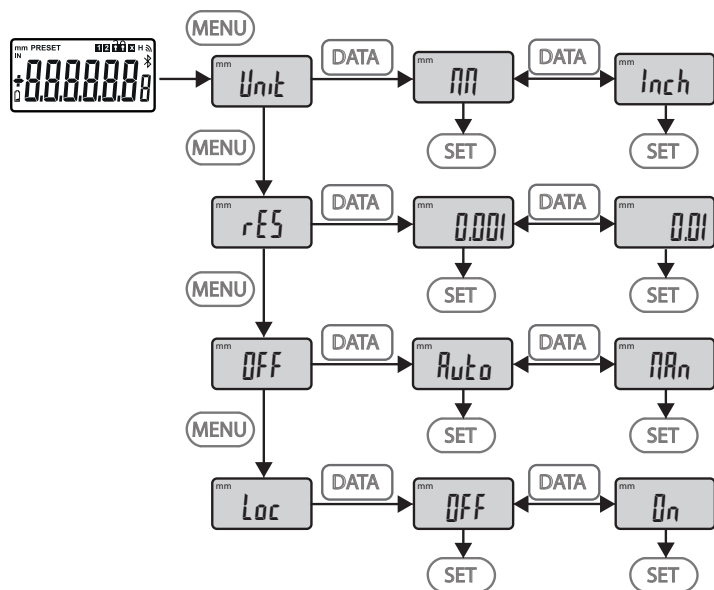 MENU
mm PRESET 1 2 X H
IN
8.8.8.8.8.8 8
mm Unit
DATA
mm MM
DATA
mm Inch
SET
SET
MENU
mm rES
DATA
mm 0.001
DATA
mm 0.01
SET
SET
MENU
mm OFF
DATA
mm Auto
DATA
mm MAn
SET
SET
MENU
mm Loc
DATA
mm OFF
DATA
mm On
SET
SET